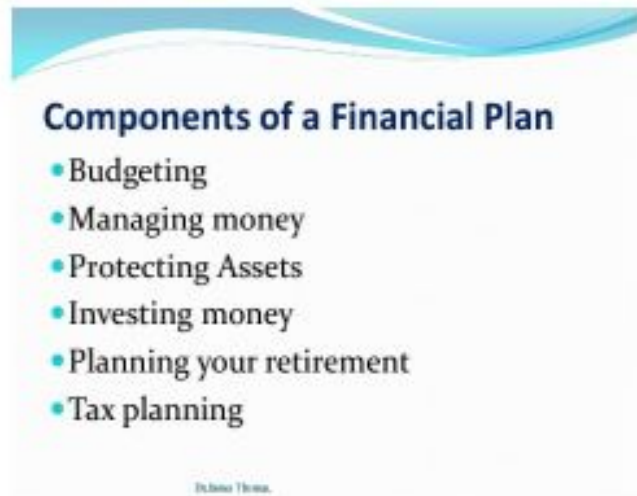 Components of a Financial Plan
•Budgeting
•Managing money
•Protecting Assets
•Investing money
•Planning your retirement
•Tax planning